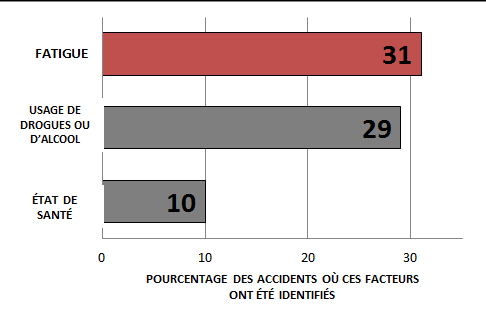 FATIGUE
31
USAGE DE
DROGUES OU
D'ALCOOL
29
ÉTAT DE
SANTÉ
10
0 10 20 30
POURCENTAGE DES ACCIDENTS OÙ CES FACTEURS
ONT ÉTÉ IDENTIFIÉS